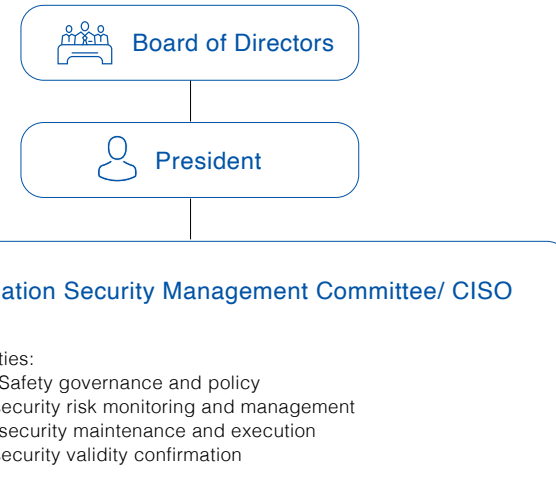 Board of Directors
President
ation Security Management Committee/ CISO
ties:
Safety governance and policy
ecurity risk monitoring and management
security maintenance and execution
ecurity validity confirmation